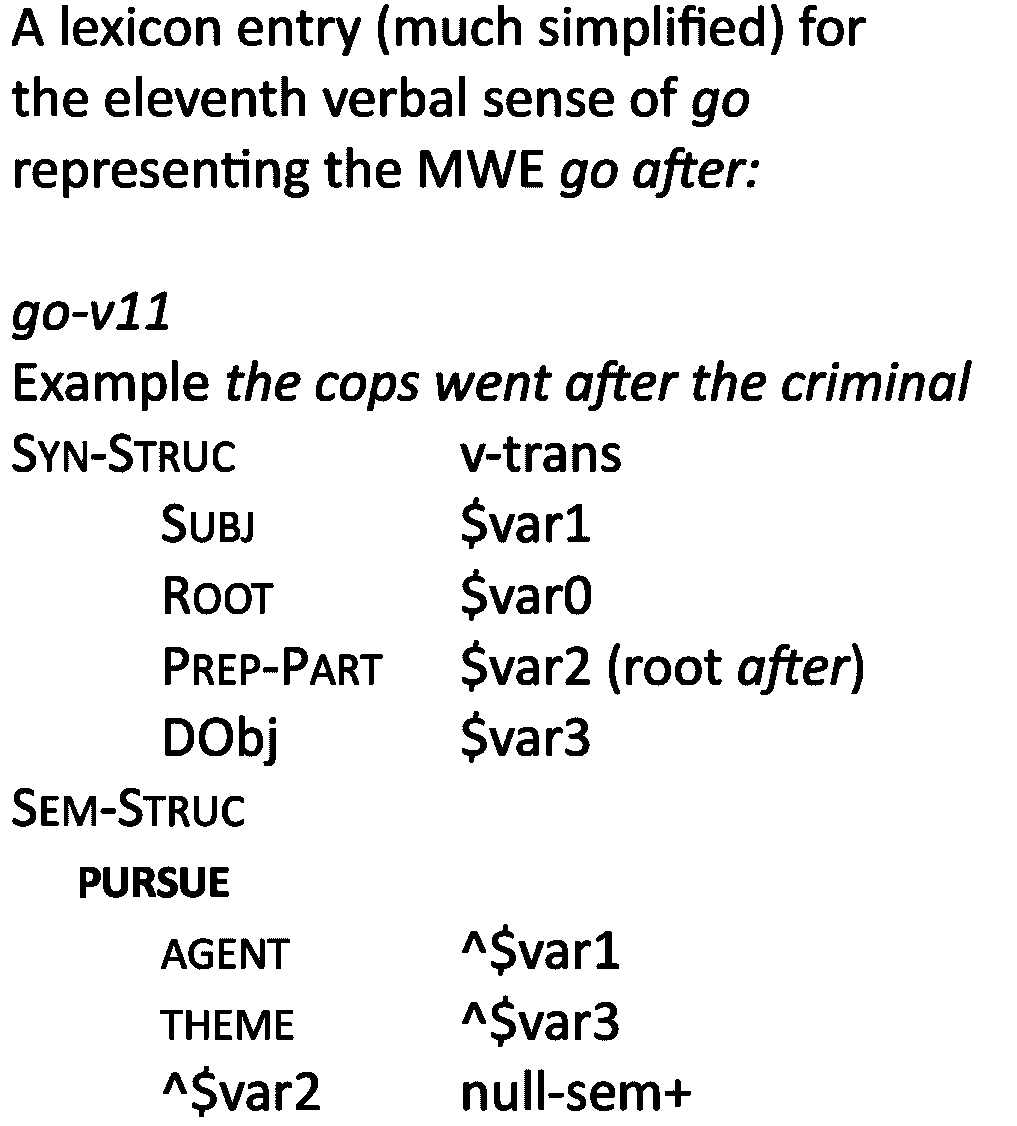 A lexicon entry (much simplified) for
the eleventh verbal sense of go
representing the MWE go after:
go-v11
Example the cops went after the criminal
SYN-STRUC v-trans
SUBJ $var1
ROOT $var0
PREP-PART $var2 (root after)
DObj $var3
SEM-STRUC
PURSUE
AGENT ^$var1
THEME ^$var3
^$var2 null-sem+